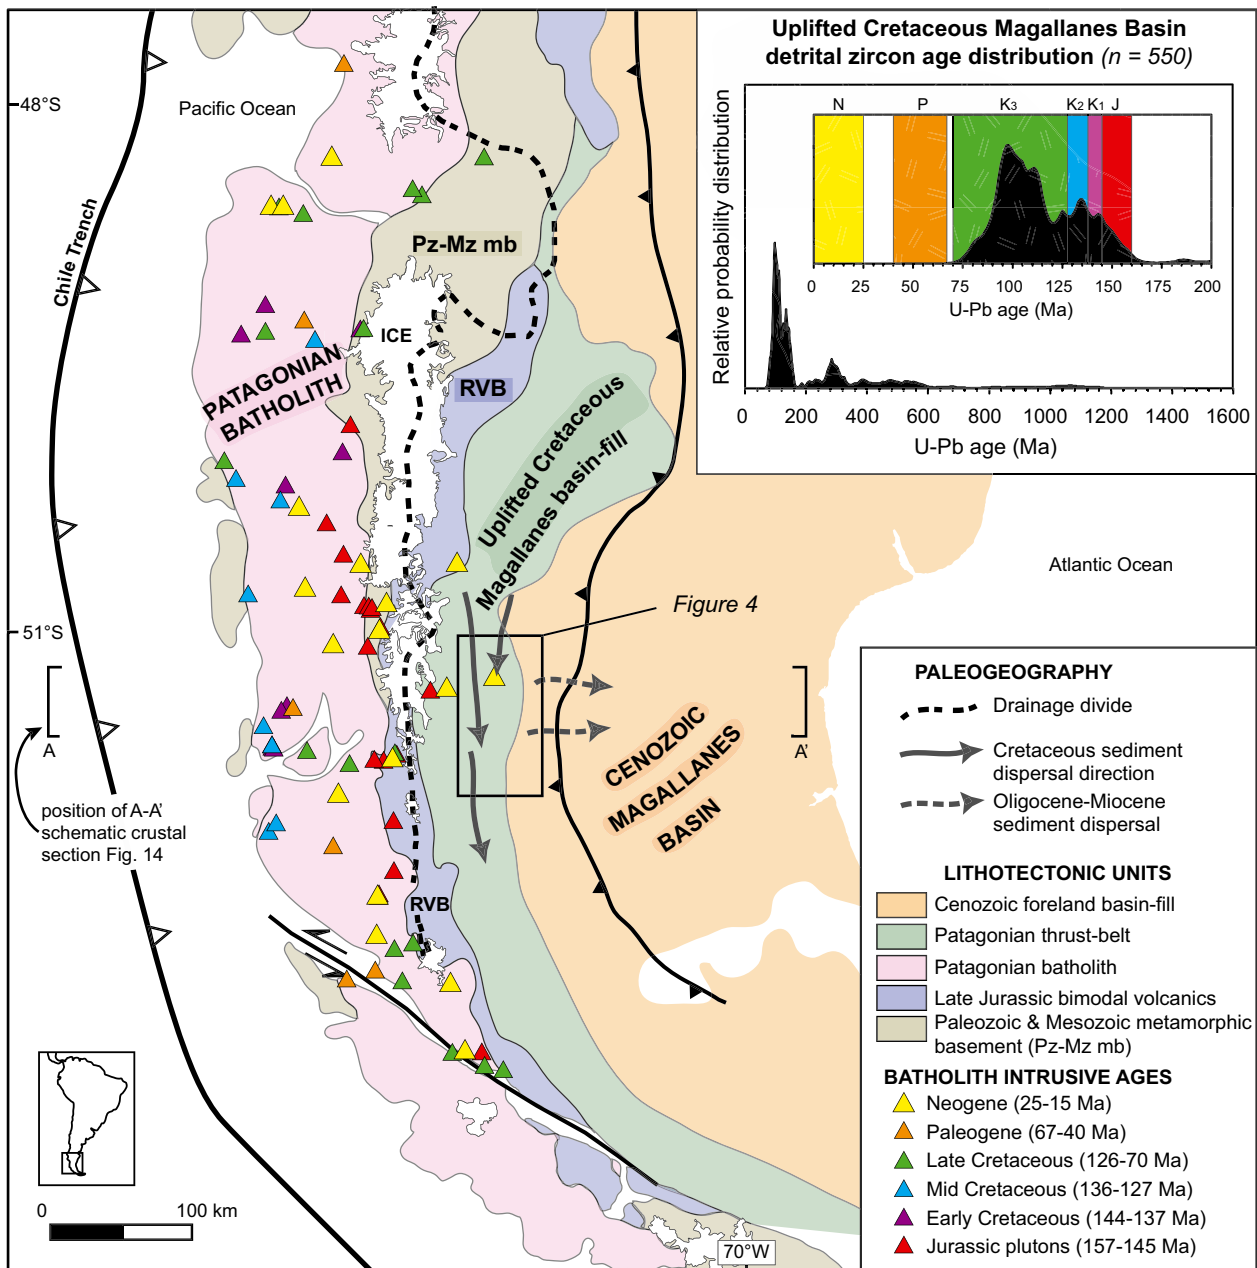 Uplifted Cretaceous Magallanes Basin
detrital zircon age distribution (n = 550)
Relative probability distribution
N P K3 K2 K1 J
0 25 50 75 100 125 150 175 200
U-Pb age (Ma)
0 200 400 600 800 1000 1200 1400 1600
U-Pb age (Ma)
48°S
Pacific Ocean
Chile Trench
Pz-Mz mb
ICE
PATAGONIAN
BATHOLITH
RVB
Uplifted Cretaceous
Magallanes basin-fill
Atlantic Ocean
Figure 4
51°S
A
A'
position of A-A'
schematic crustal
section Fig. 14
CENOZOIC
MAGALLANES
BASIN
RVB
0 100 km
70°W
PALEOGEOGRAPHY
Drainage divide
Cretaceous sediment
dispersal direction
Oligocene-Miocene
sediment dispersal
LITHOTECTONIC UNITS
Cenozoic foreland basin-fill
Patagonian thrust-belt
Patagonian batholith
Late Jurassic bimodal volcanics
Paleozoic & Mesozoic metamorphic
basement (Pz-Mz mb)
BATHOLITH INTRUSIVE AGES
Neogene (25-15 Ma)
Paleogene (67-40 Ma)
Late Cretaceous (126-70 Ma)
Mid Cretaceous (136-127 Ma)
Early Cretaceous (144-137 Ma)
Jurassic plutons (157-145 Ma)